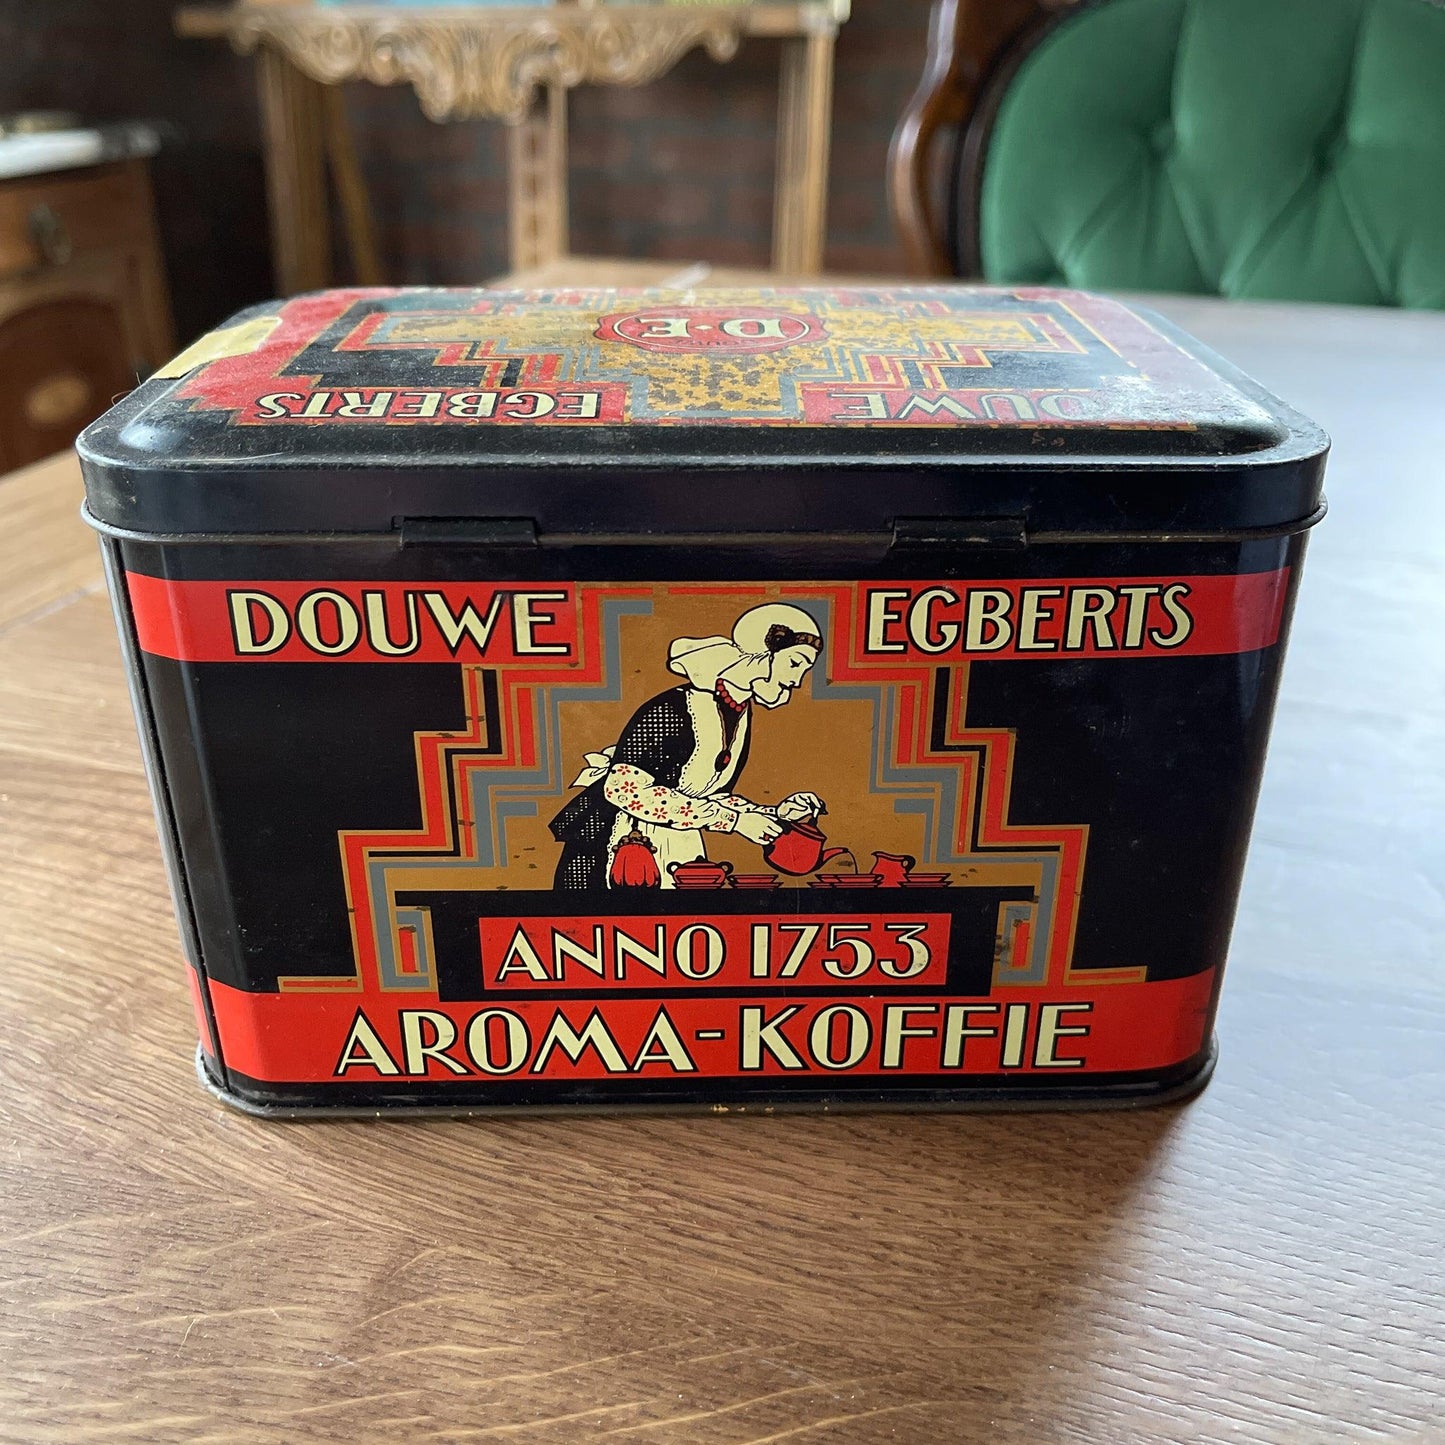 D·E
DOUWE EGBERTS
DOUWE EGBERTS
ANNO 1753
AROMA-KOFFIE